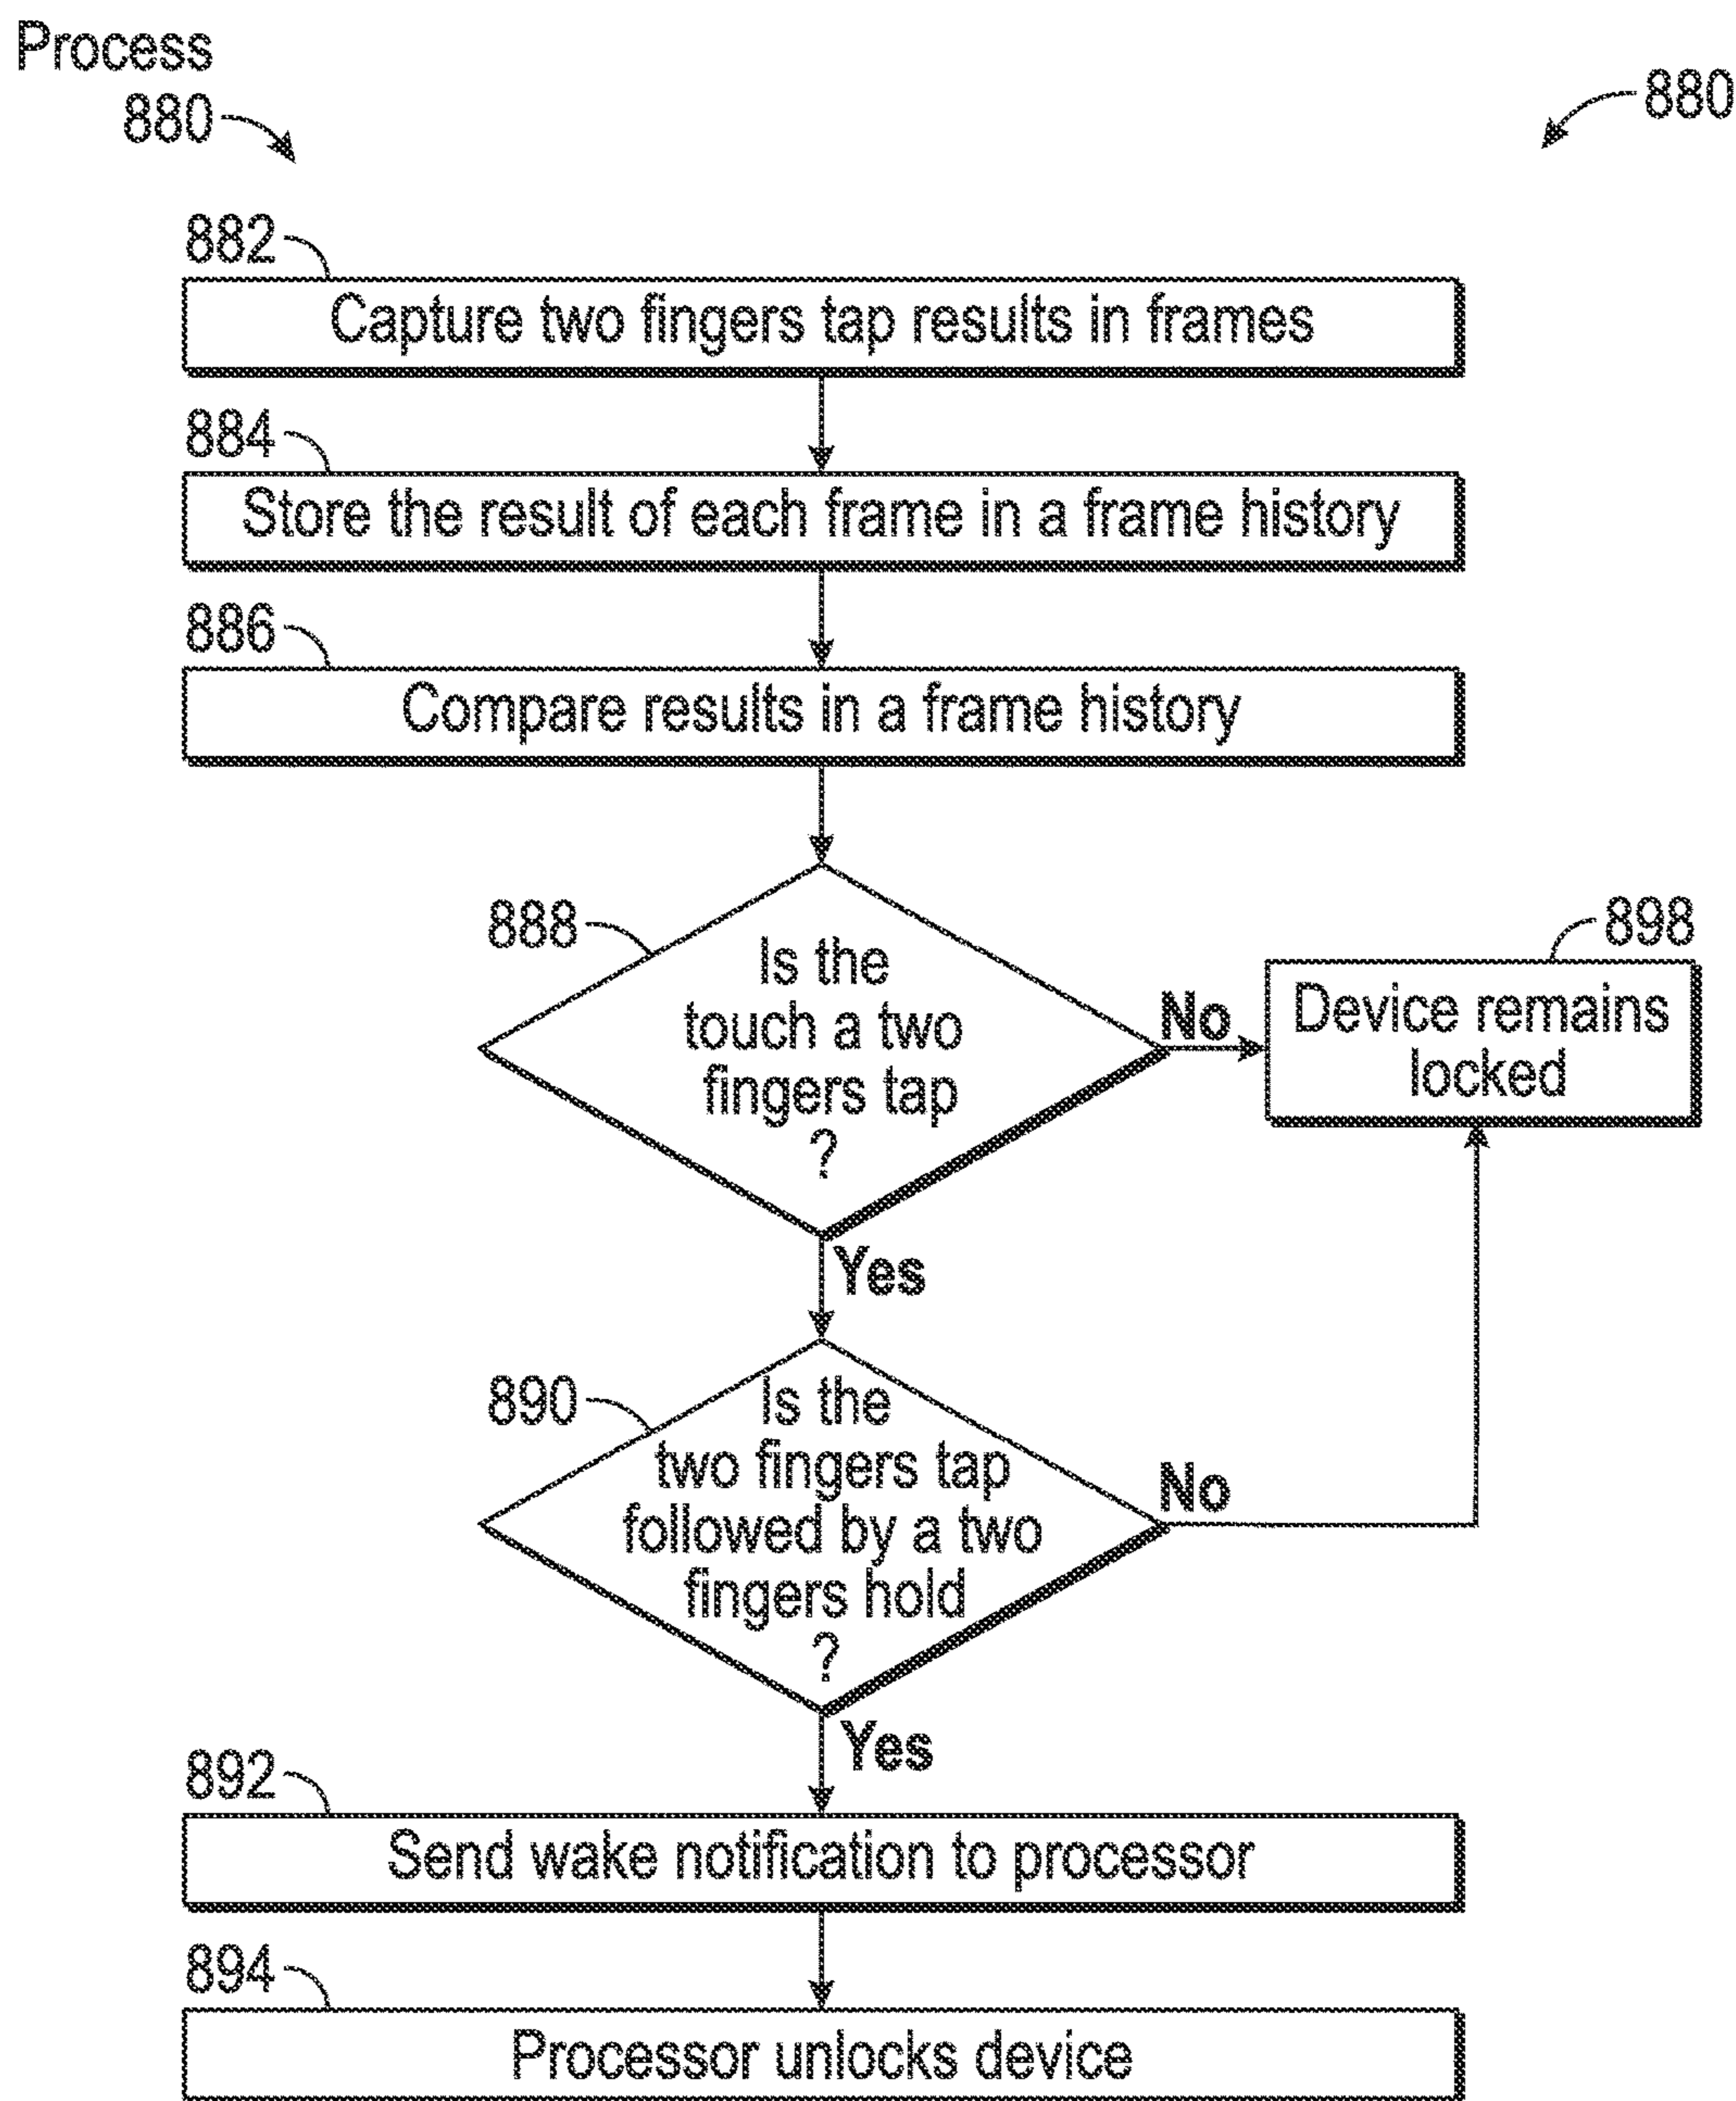 Process
880
880
882
Capture two fingers tap results in frames
884
Store the result of each frame in a frame history
886
Compare results in a frame history
888
Is the
touch a two
fingers tap
?
No
898
Device remains
locked
Yes
890
Is the
two fingers tap
followed by a two
fingers hold
?
No
Yes
892
Send wake notification to processor
894
Processor unlocks device